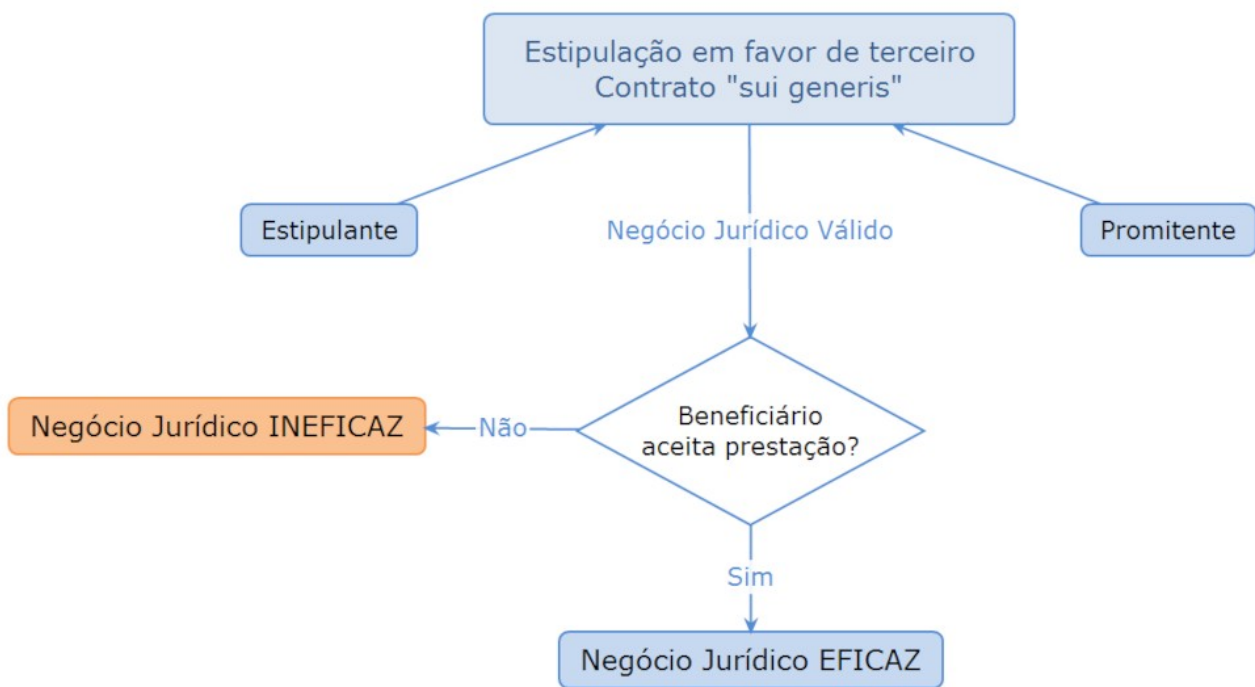 Estipulação em favor de terceiro
Contrato "sui generis"
Estipulante
Negócio Jurídico Válido
Promitente
Beneficiário
aceita prestação?
Não
Negócio Jurídico INEFICAZ
Sim
Negócio Jurídico EFICAZ